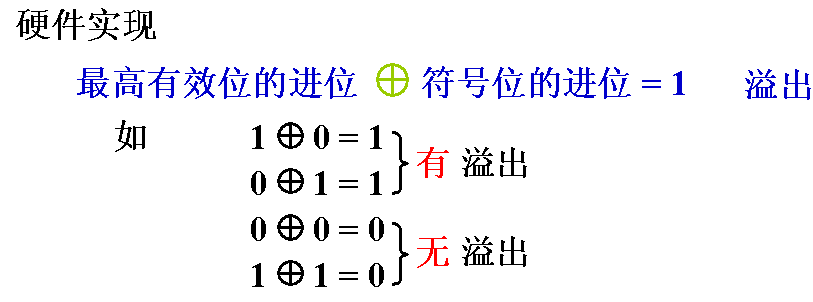 硬件实现
最高有效位的进位 ⊕ 符号位的进位 = 1 溢出
如 1 ⊕ 0 = 1
0 ⊕ 1 = 1
有 溢出
0 ⊕ 0 = 0
1 ⊕ 1 = 0
无 溢出